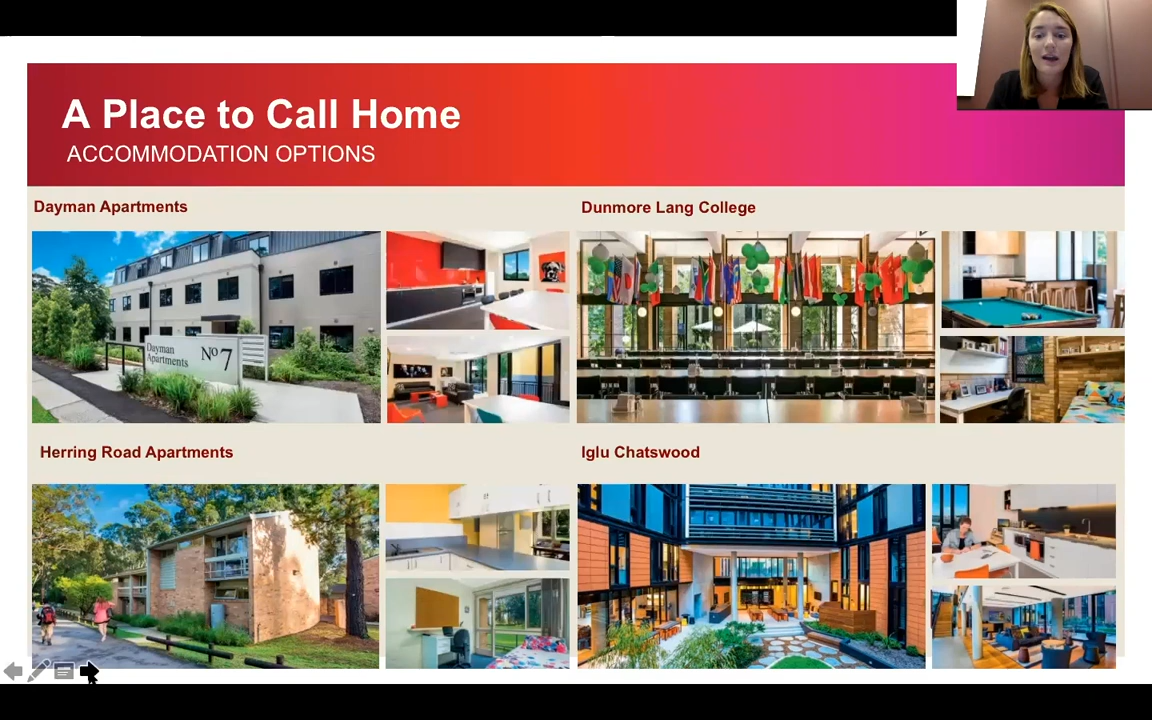 A Place to Call Home
ACCOMMODATION OPTIONS
Dayman Apartments
Dunmore Lang College
Dayman
Apartments
No 7
Herring Road Apartments
Iglu Chatswood